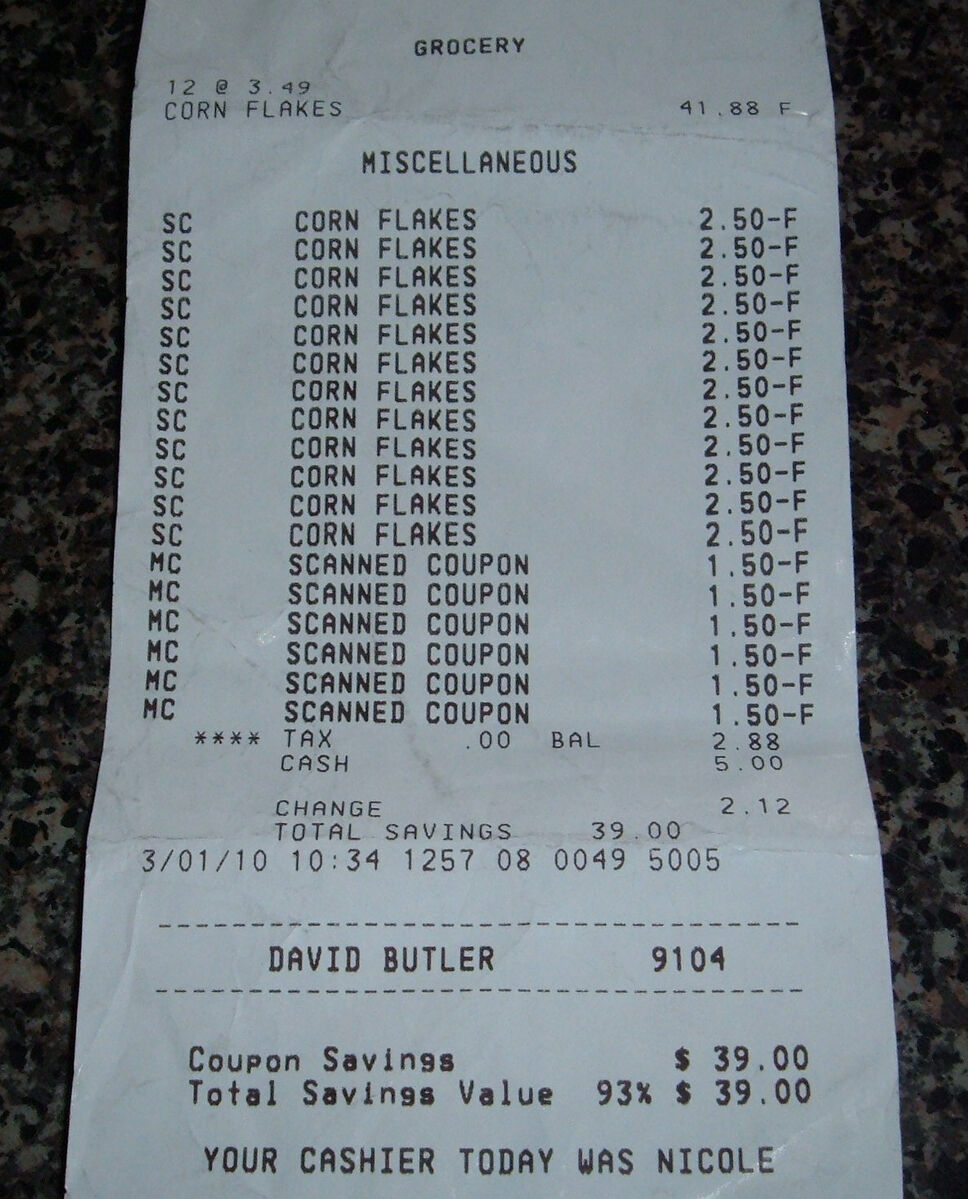 GROCERY
12 @ 3.49
CORN FLAKES 41.88 F
MISCELLANEOUS
SC CORN FLAKES 2.50-F
SC CORN FLAKES 2.50-F
SC CORN FLAKES 2.50-F
SC CORN FLAKES 2.50-F
SC CORN FLAKES 2.50-F
SC CORN FLAKES 2.50-F
SC CORN FLAKES 2.50-F
SC CORN FLAKES 2.50-F
SC CORN FLAKES 2.50-F
SC CORN FLAKES 2.50-F
SC CORN FLAKES 2.50-F
SC CORN FLAKES 2.50-F
MC SCANNED COUPON 1.50-F
MC SCANNED COUPON 1.50-F
MC SCANNED COUPON 1.50-F
MC SCANNED COUPON 1.50-F
MC SCANNED COUPON 1.50-F
MC SCANNED COUPON 1.50-F
**** TAX .00 BAL 2.88
CASH 5.00
CHANGE 2.12
TOTAL SAVINGS 39.00
3/01/10 10:34 1257 08 0049 5005
DAVID BUTLER 9104
Coupon Savings $ 39.00
Total Savings Value 93% $ 39.00
YOUR CASHIER TODAY WAS NICOLE